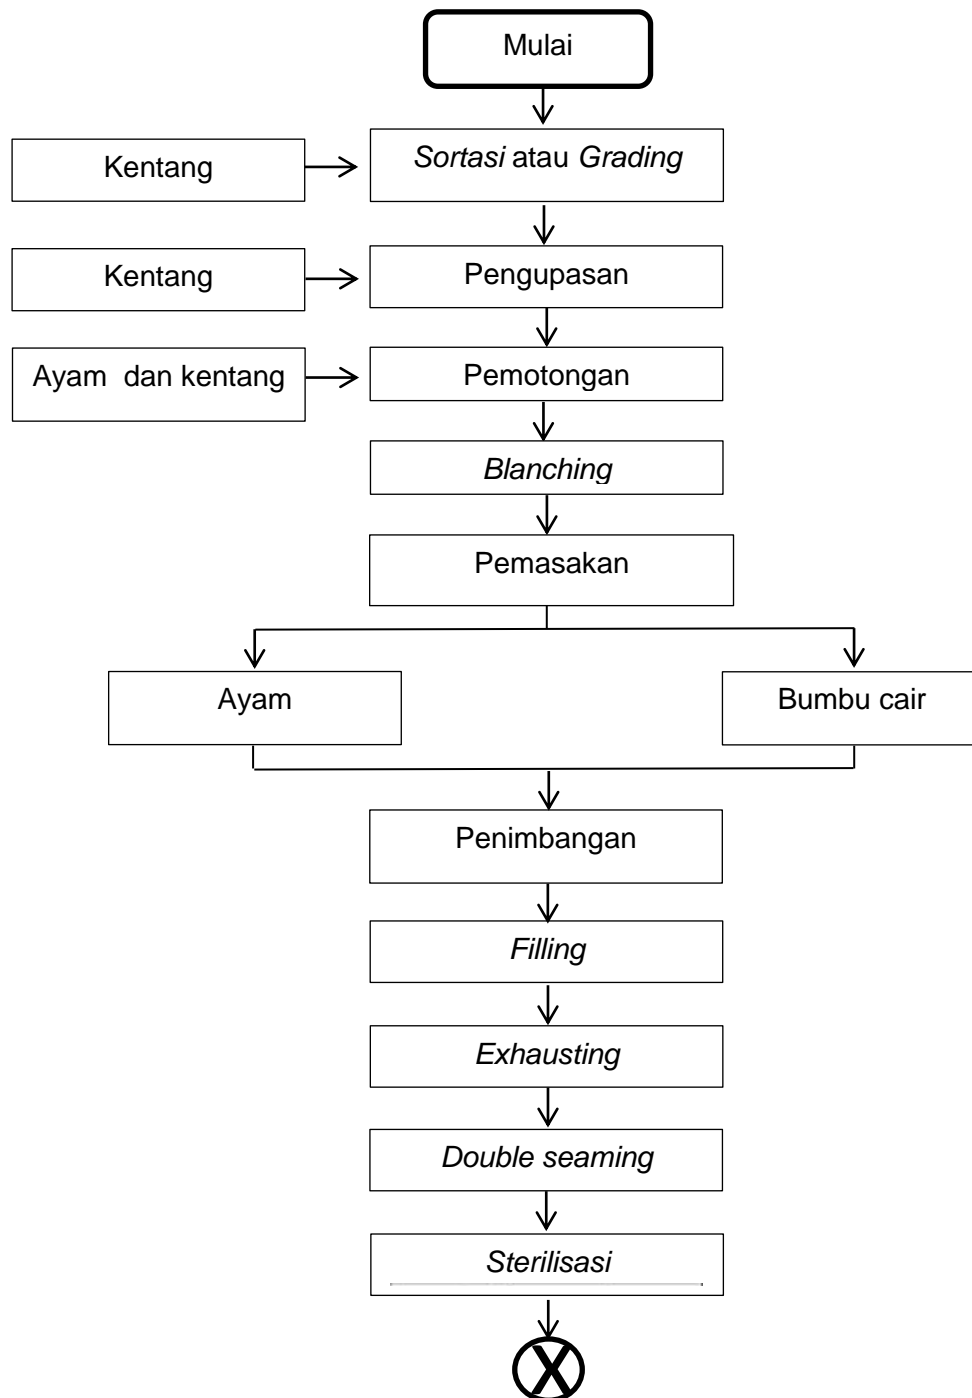 Mulai
Kentang
Sortasi atau Grading
Kentang
Pengupasan
Ayam  dan kentang
Pemotongan
Blanching
Pemasakan
Ayam
Bumbu cair
Penimbangan
Filling
Exhausting
Double seaming
Sterilisasi
X